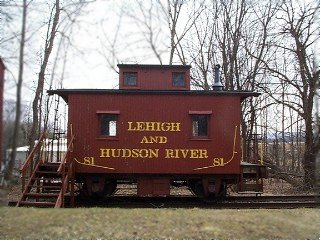 LEHIGH
AND
HUDSON RIVER
81 81